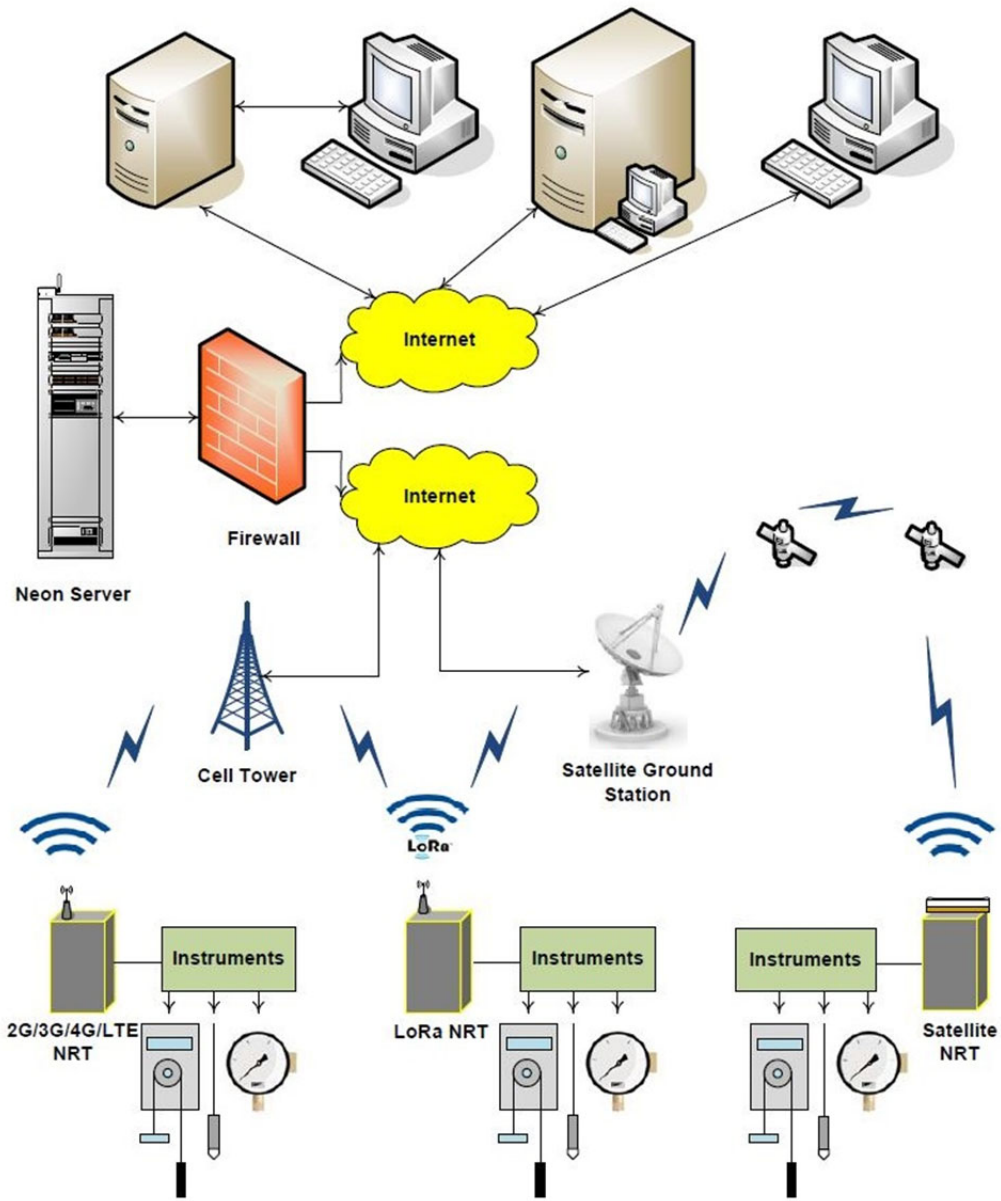 Internet
Internet
Firewall
Neon Server
Cell Tower
Satellite Ground
Station
LoRa
Instruments
Instruments
Instruments
2G/3G/4G/LTE
NRT
LoRa NRT
Satellite
NRT